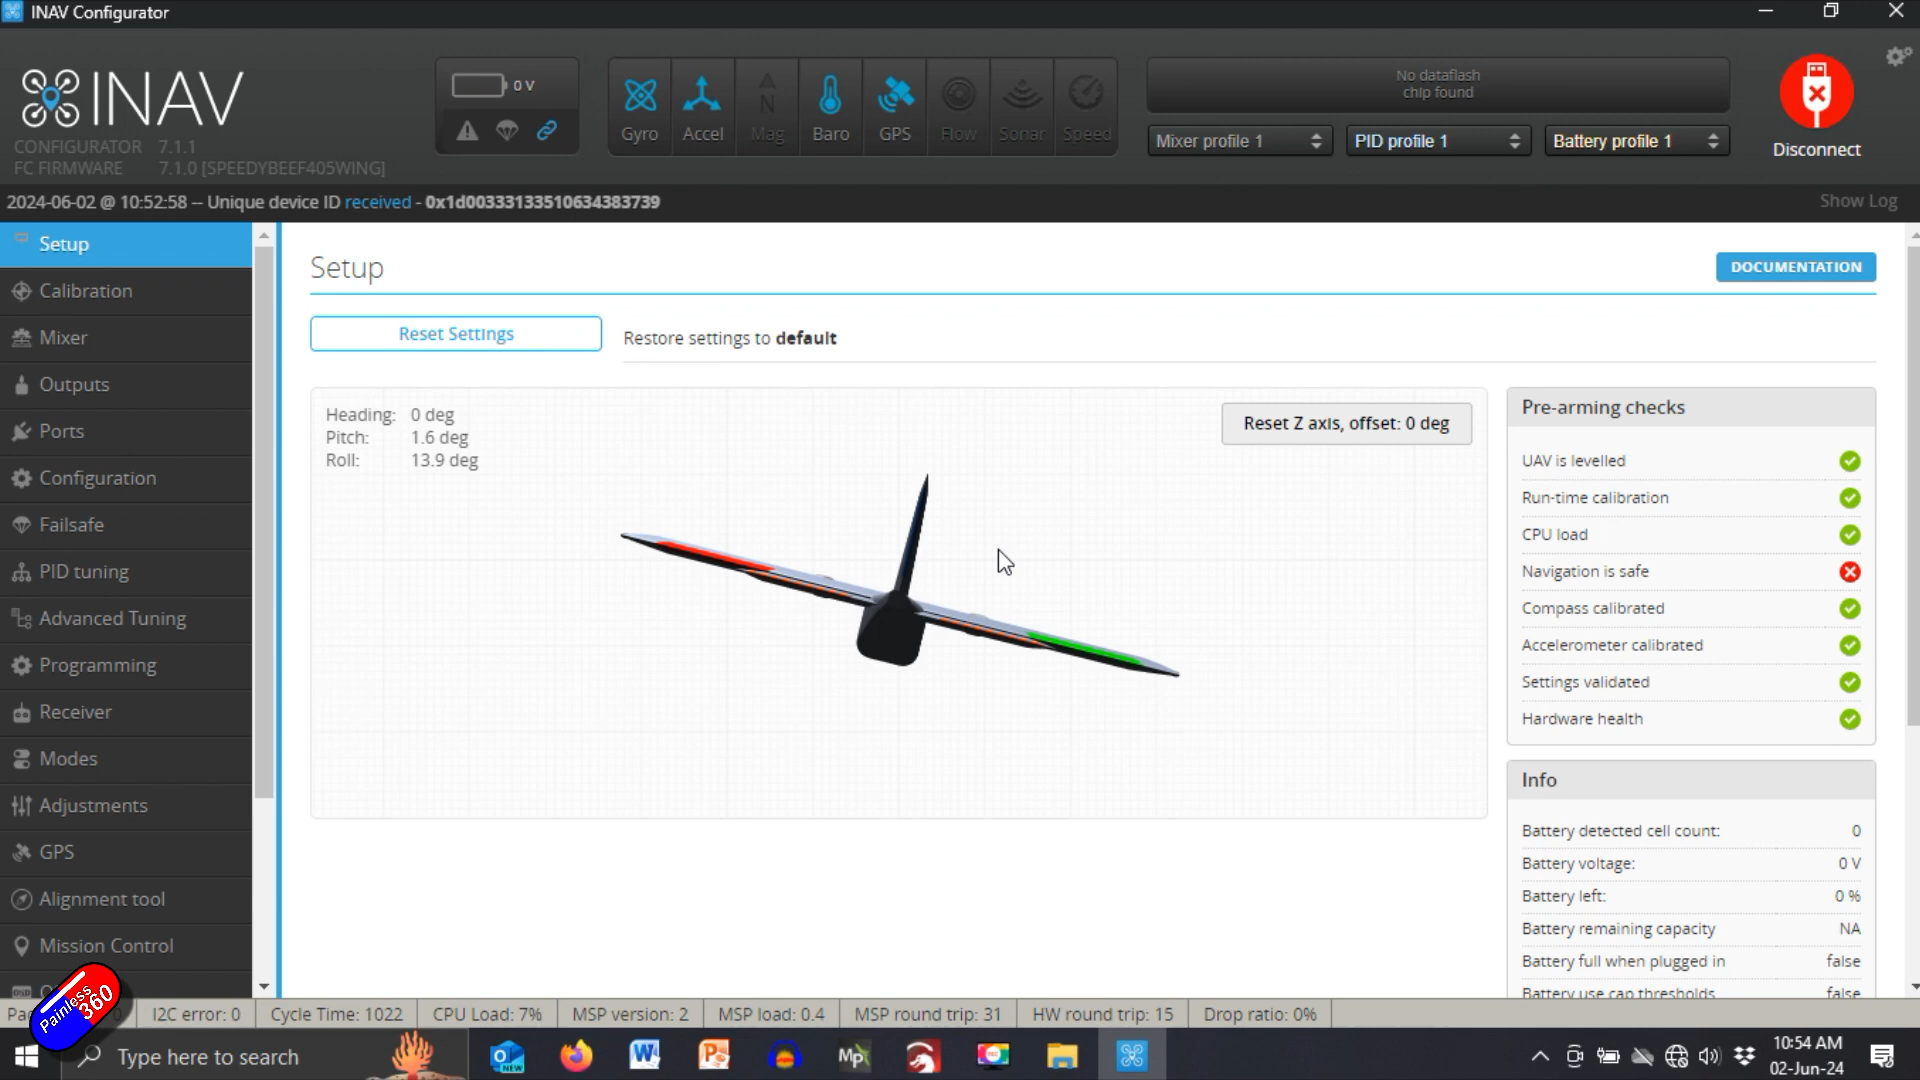 INAV Configurator
INAV
CONFIGURATOR 7.1.1
FC FIRMWARE 7.1.0 [SPEEDYBEEF405WING]
0 V
Gyro
Accel
Mag
Baro
GPS
Flow
Sonar
Speed
No dataflash
chip found
Mixer profile 1
PID profile 1
Battery profile 1
Disconnect
2024-06-02 @ 10:52:58 -- Unique device ID received - 0x1d00333133510634383739
Show Log
Setup
Calibration
Mixer
Outputs
Ports
Configuration
Failsafe
PID tuning
Advanced Tuning
Programming
Receiver
Modes
Adjustments
GPS
Alignment tool
Mission Control
Setup
DOCUMENTATION
Reset Settings
Restore settings to default
Heading: 0 deg
Pitch: 1.6 deg
Roll: 13.9 deg
Reset Z axis, offset: 0 deg
Pre-arming checks
UAV is levelled
Run-time calibration
CPU load
Navigation is safe
Compass calibrated
Accelerometer calibrated
Settings validated
Hardware health
Info
Battery detected cell count: 0
Battery voltage: 0 V
Battery left: 0 %
Battery remaining capacity NA
Battery full when plugged in false
Battery use cap thresholds false
Painless
360
I2C error: 0
Cycle Time: 1022
CPU Load: 7%
MSP version: 2
MSP load: 0.4
MSP round trip: 31
HW round trip: 15
Drop ratio: 0%
Type here to search
NEW
W
P
Mp
10:54 AM
02-Jun-24